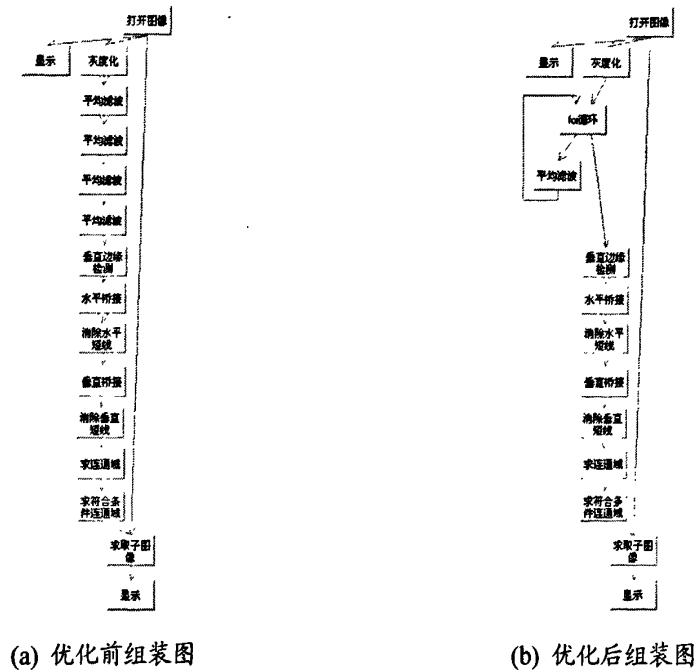 打开图像
显示
灰度化
平均滤波
平均滤波
平均滤波
平均滤波
垂直边缘
检测
水平桥接
消除水平
短线
垂直桥接
消除垂直
短线
求连通域
求符合条
件连通域
求取子图
像
显示
(a) 优化前组装图
打开图像
显示
灰度化
for循环
平均滤波
垂直边缘
检测
水平桥接
消除水平
短线
垂直桥接
消除垂直
短线
求连通域
求符合条
件连通域
求取子图
像
显示
(b) 优化后组装图